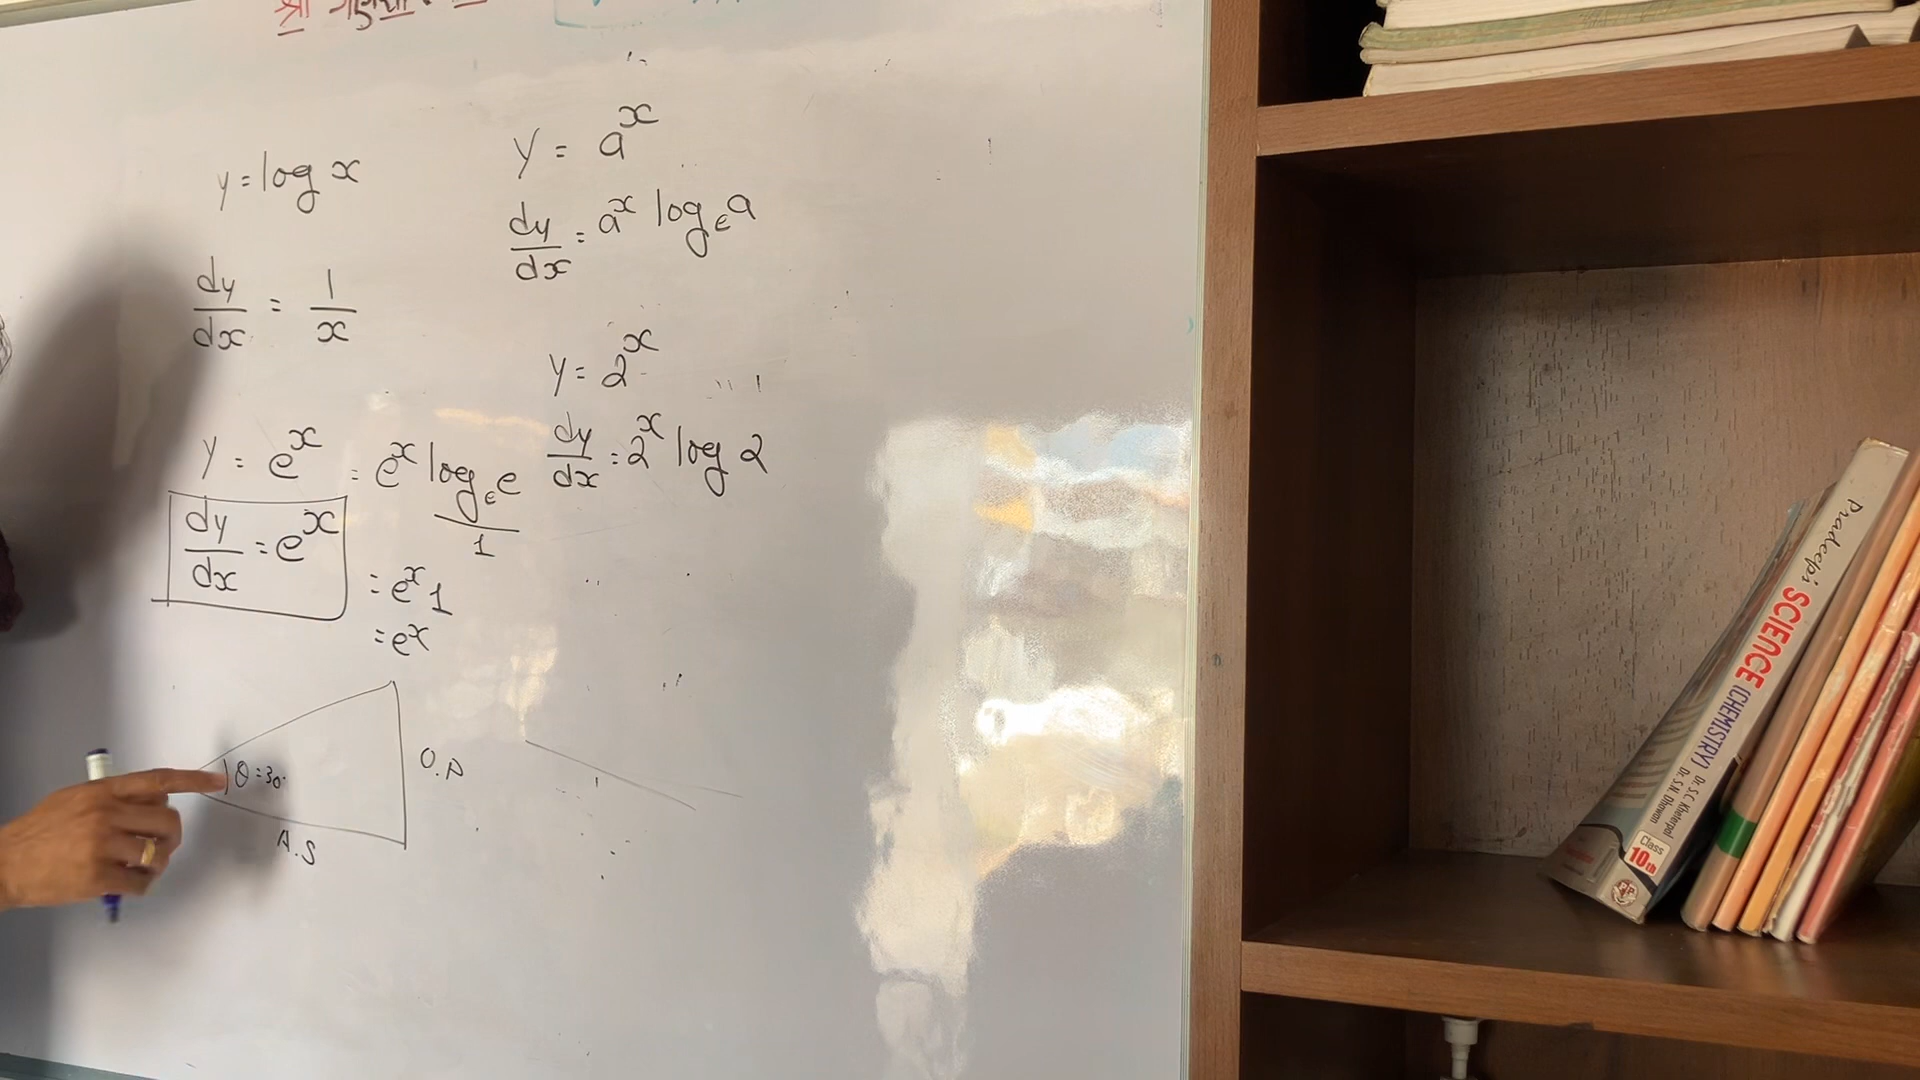 श्री
y = log x
dy/dx = 1/x
y = e^x = e^x log_e e
1
dy/dx = e^x
= e^x 1
= e^x
y = a^x
dy/dx = a^x log_e a
y = 2^x
dy/dx = 2^x log 2
θ = 30°
A.S
Pradeep's SCIENCE (CHEMISTRY)
Dr. S.C. Kheterpal
Dr. S.N. Dhawan
Class
10th